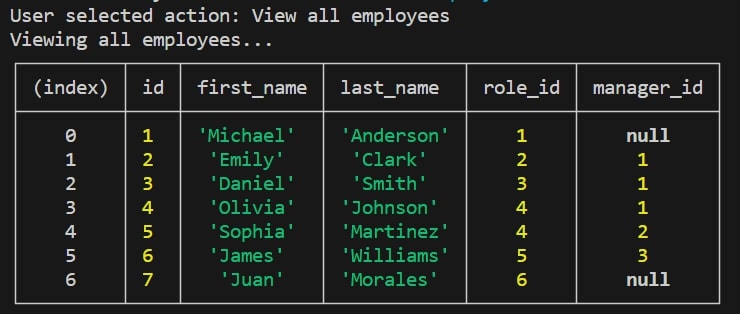 User selected action: View all employees
Viewing all employees...
(index) id first_name last_name role_id manager_id
0 1 'Michael' 'Anderson' 1 null
1 2 'Emily' 'Clark' 2 1
2 3 'Daniel' 'Smith' 3 1
3 4 'Olivia' 'Johnson' 4 1
4 5 'Sophia' 'Martinez' 4 2
5 6 'James' 'Williams' 5 3
6 7 'Juan' 'Morales' 6 null